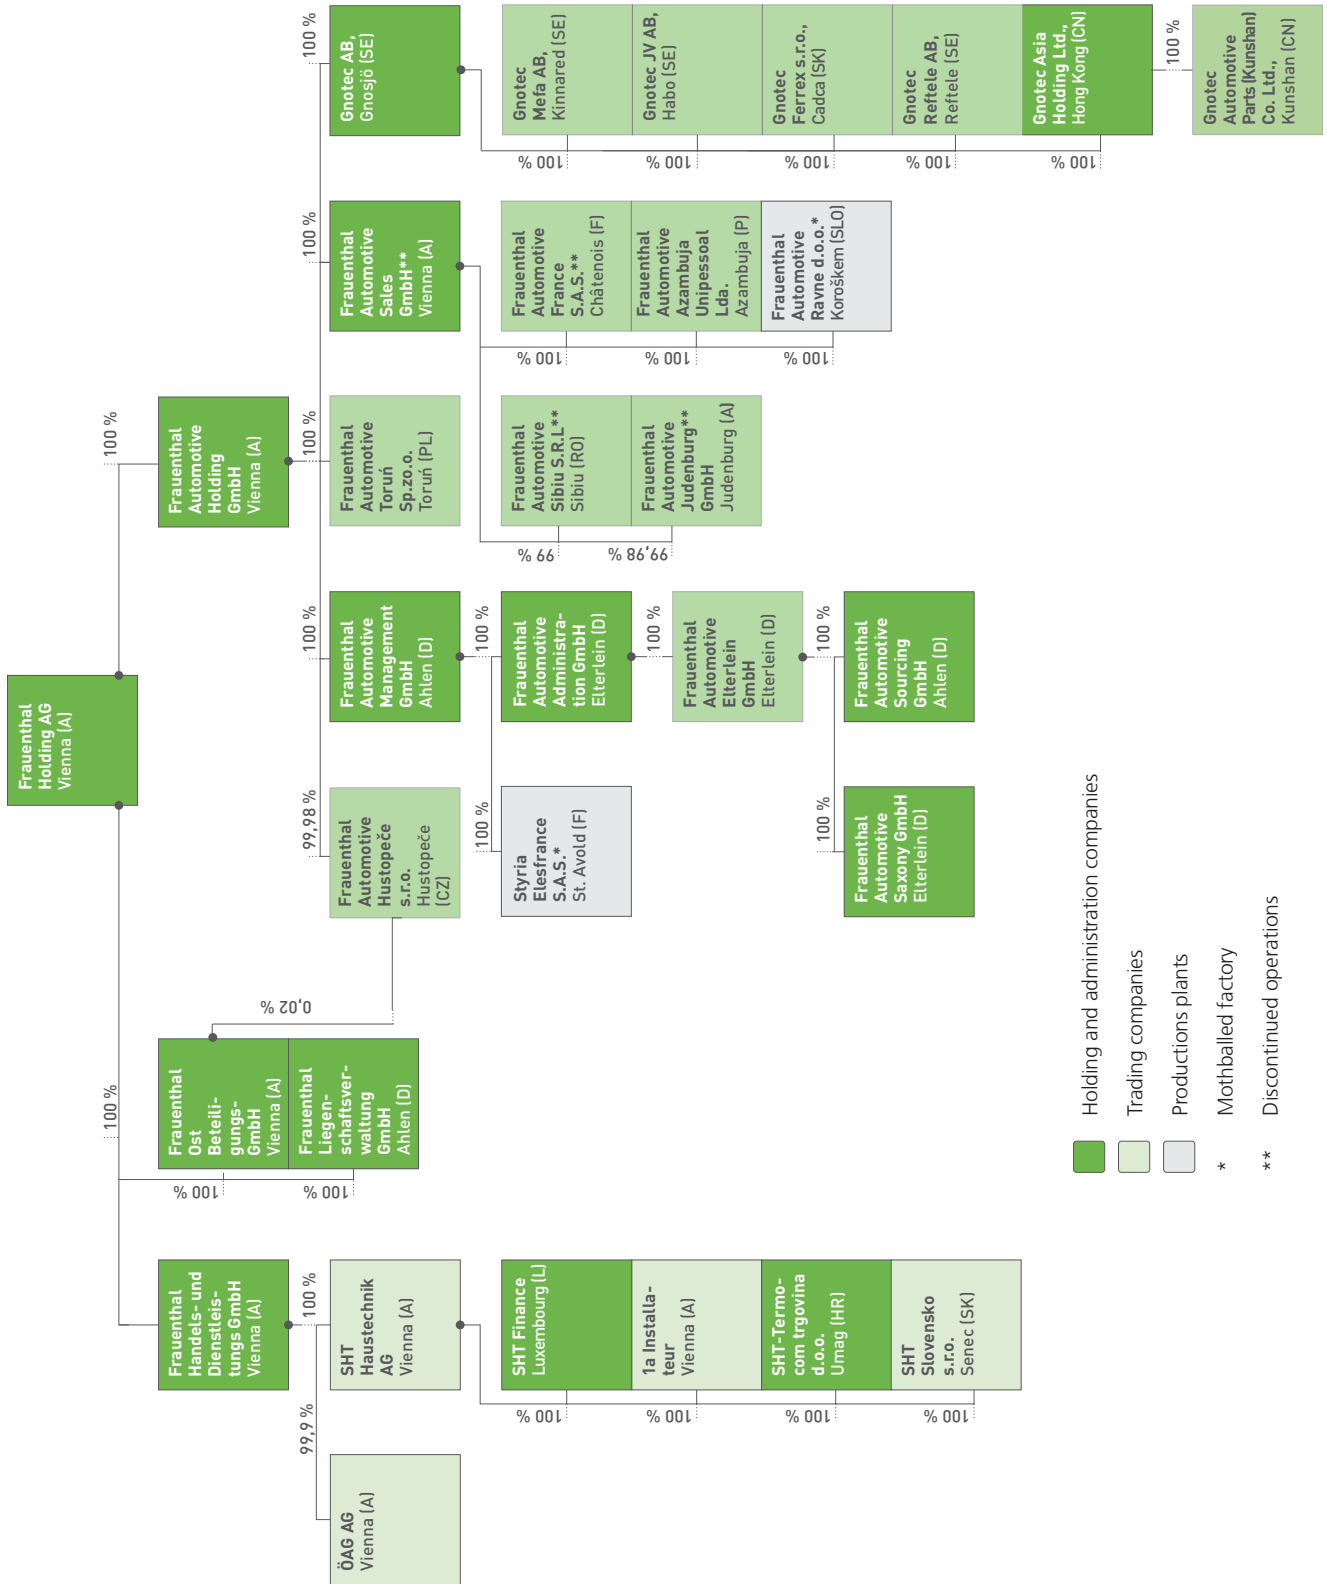 Frauenthal
Holding AG
Vienna (A)
100 %
100 %
100 %
Frauenthal
Handels- und
Dienstleis-
tungs GmbH
Vienna (A)
Frauenthal
Ost
Beteili-
gungs-
GmbH
Vienna (A)
Frauenthal
Liegen-
schaftsver-
waltung
GmbH
Ahlen (D)
100 %
0,02 %
Frauenthal
Automotive
Holding
GmbH
Vienna (A)
99,9 %
100 %
99,98 %
100 %
100 %
100 %
100 %
ÖAG AG
Vienna (A)
SHT
Haustechnik
AG
Vienna (A)
Frauenthal
Automotive
Hustopeče
s.r.o.
Hustopeče
(CZ)
Frauenthal
Automotive
Management
GmbH
Ahlen (D)
Frauenthal
Automotive
Toruń
Sp.zo.o.
Toruń (PL)
Frauenthal
Automotive
Sales
GmbH**
Vienna (A)
Gnotec AB,
Gnosjö (SE)
100 %
SHT Finance
Luxembourg (L)
100 %
1a Installa-
teur
Vienna (A)
100 %
SHT-Termo-
com trgovina
d.o.o.
Umag (HR)
100 %
SHT
Slovensko
s.r.o.
Senec (SK)
100 %
100 %
Styria
Elesfrance
S.A.S.*
St. Avold (F)
100 %
Frauenthal
Automotive
Administra-
tion GmbH
Elterlein (D)
100 %
Frauenthal
Automotive
Elterlein
GmbH
Elterlein (D)
100 %
100 %
Frauenthal
Automotive
Saxony GmbH
Elterlein (D)
Frauenthal
Automotive
Sourcing
GmbH
Ahlen (D)
99 %
Frauenthal
Automotive
Sibiu S.R.L**
Sibiu (RO)
99,98 %
Frauenthal
Automotive
Judenburg**
GmbH
Judenburg (A)
100 %
Frauenthal
Automotive
France
S.A.S.**
Châtenois (F)
100 %
Frauenthal
Automotive
Azambuja
Unipessoal
Lda.
Azambuja (P)
100 %
Frauenthal
Automotive
Ravne d.o.o.*
Koroškem (SLO)
100 %
Gnotec
Mefa AB,
Kinnared (SE)
100 %
Gnotec JV AB,
Habo (SE)
100 %
Gnotec
Ferrex s.r.o.,
Cadca (SK)
100 %
Gnotec
Reftele AB,
Reftele (SE)
100 %
Gnotec Asia
Holding Ltd.,
Hong Kong (CN)
100 %
Gnotec
Automotive
Parts (Kunshan)
Co. Ltd.,
Kunshan (CN)
Holding and administration companies
Trading companies
Productions plants
* Mothballed factory
** Discontinued operations